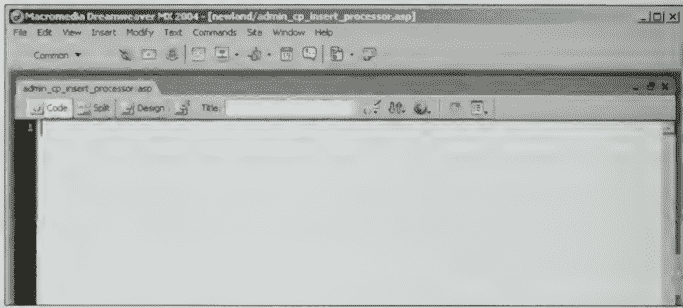 Macromedia Dreamweaver MX 2004 - [newland/admin_cp_insert_processor.asp]
File Edit View Insert Modify Text Commands Site Window Help
Common
admin_cp_insert_processor.asp
Code Split Design Title:
1